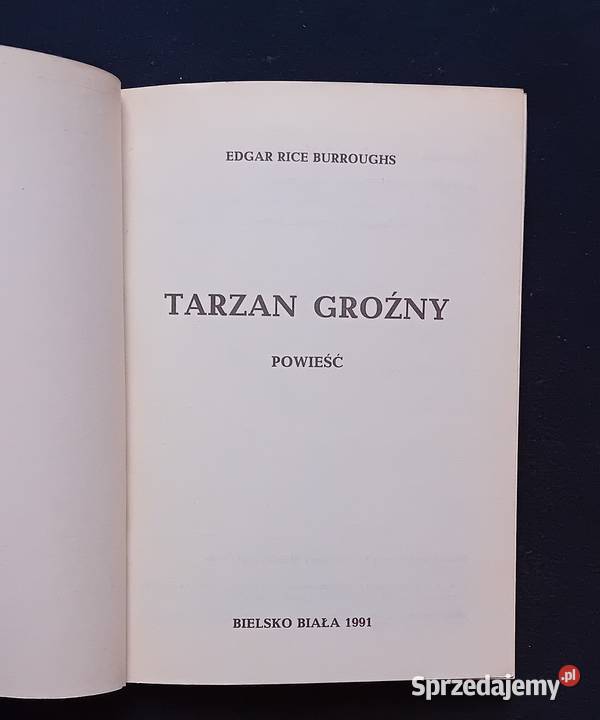 EDGAR RICE BURROUGHS
TARZAN GROŹNY
POWIEŚĆ
BIELSKO BIAŁA 1991
Sprzedajemy.pl